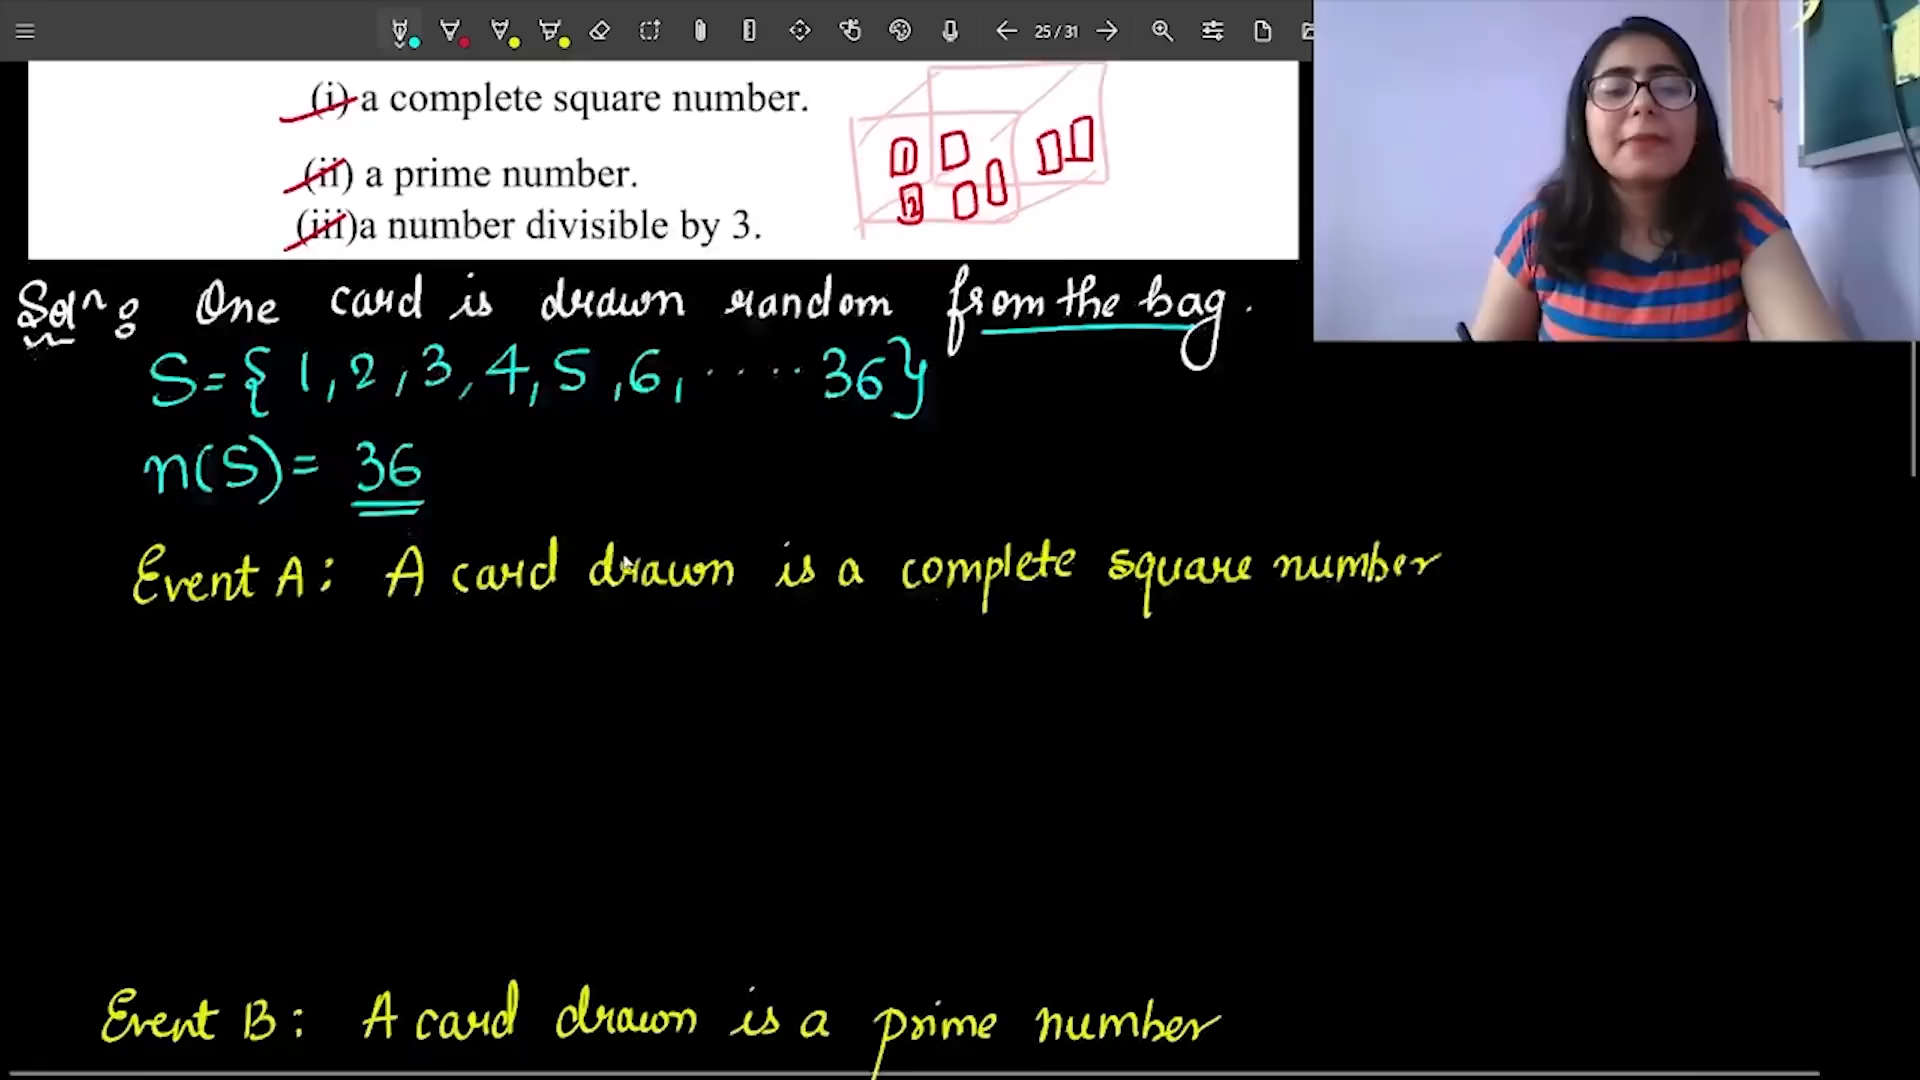 25 / 31
(i) a complete square number.
(ii) a prime number.
(iii)a number divisible by 3.
1
2
Solⁿ: One card is drawn random from the bag.
S={ 1, 2, 3, 4, 5, 6, ···· 36}
n(S)= 36
Event A: A card drawn is a complete square number
Event B: A card drawn is a prime number